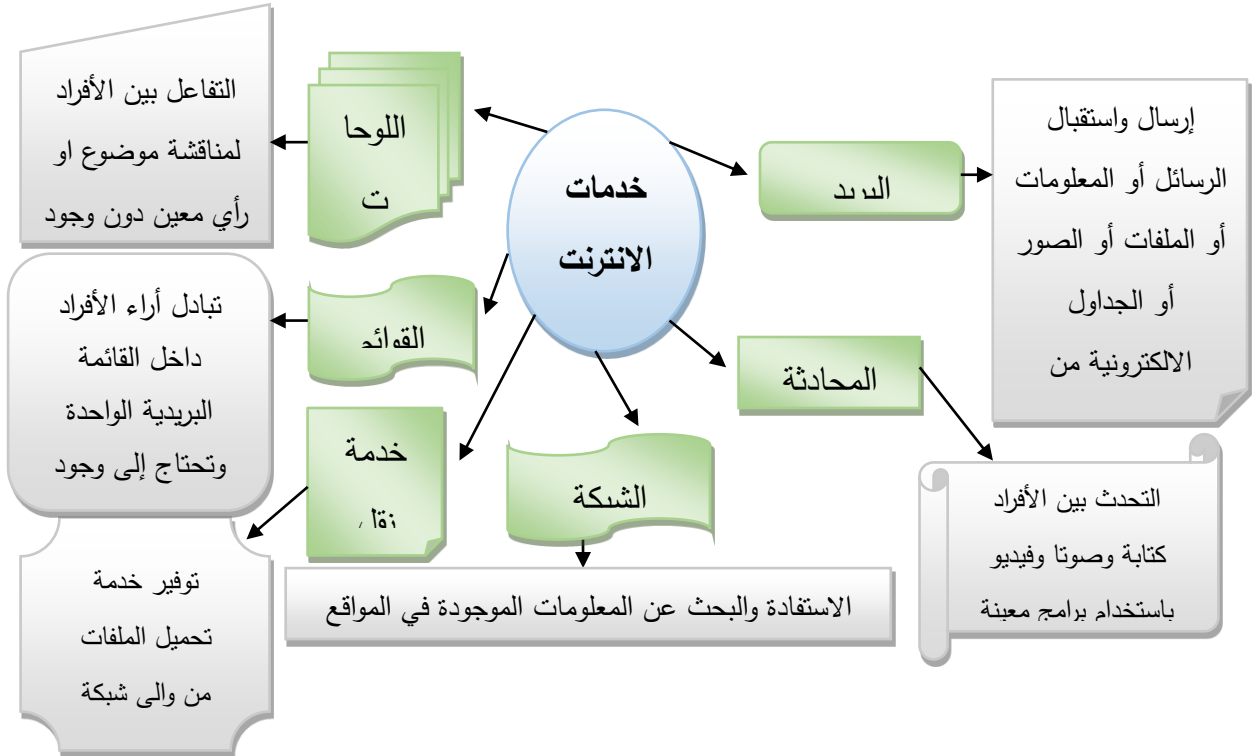 خدمات
الانترنت
البريد
إرسال واستقبال
الرسائل أو المعلومات
أو الملفات أو الصور
أو الجداول
الالكترونية من
المحادثة
التحدث بين الأفراد
كتابة وصوتا وفيديو
باستخدام برامج معينة
الشبكة
الاستفادة والبحث عن المعلومات الموجودة في المواقع
خدمة
نقل
توفير خدمة
تحميل الملفات
من والى شبكة
القوائم
تبادل أراء الأفراد
داخل القائمة
البريدية الواحدة
وتحتاج إلى وجود
اللوحا
ت
التفاعل بين الأفراد
لمناقشة موضوع او
رأي معين دون وجود